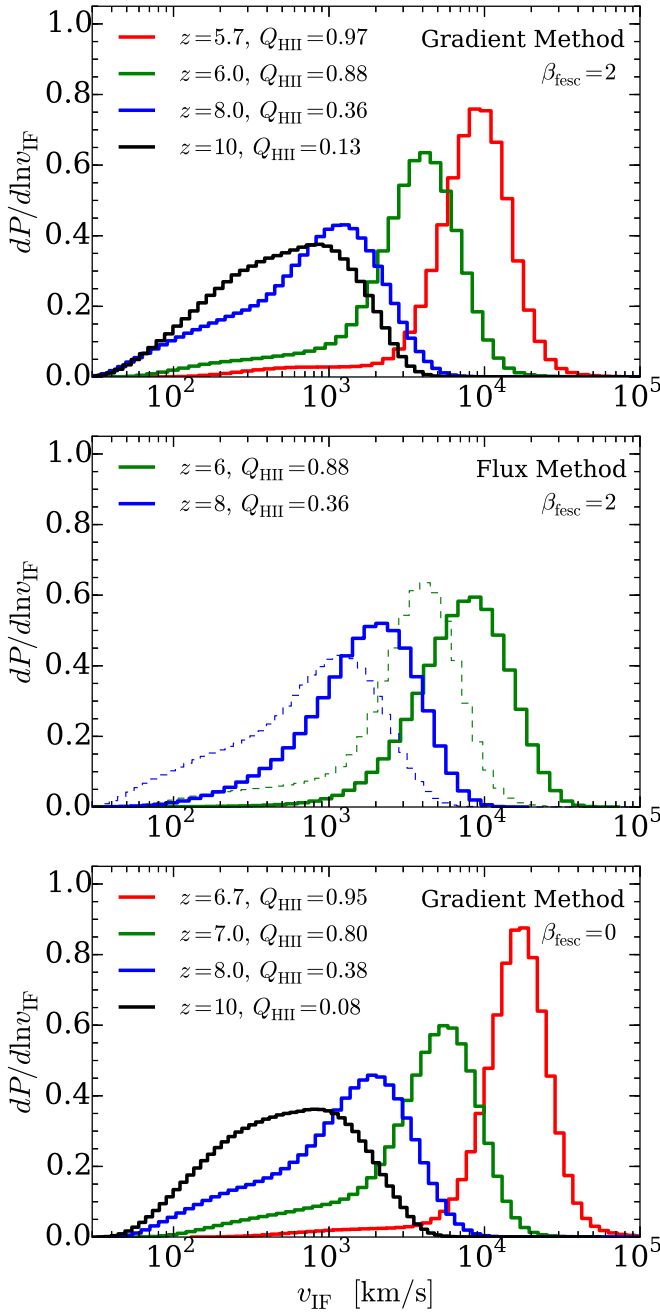 1.0
0.8
0.6
0.4
0.2
0.0
dP/dlnv_IF
z=5.7, Q_HII=0.97
z=6.0, Q_HII=0.88
z=8.0, Q_HII=0.36
z=10, Q_HII=0.13
Gradient Method
β_fesc=2
10^2 10^3 10^4 10^5
1.0
0.8
0.6
0.4
0.2
0.0
dP/dlnv_IF
z=6, Q_HII=0.88
z=8, Q_HII=0.36
Flux Method
β_fesc=2
10^2 10^3 10^4 10^5
1.0
0.8
0.6
0.4
0.2
0.0
dP/dlnv_IF
z=6.7, Q_HII=0.95
z=7.0, Q_HII=0.80
z=8.0, Q_HII=0.38
z=10, Q_HII=0.08
Gradient Method
β_fesc=0
10^2 10^3 10^4 10^5
v_IF [km/s]